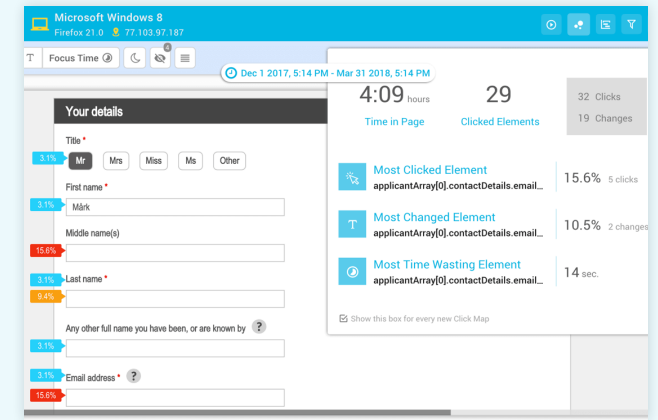 Microsoft Windows 8
Firefox 21.0 77.103.97.187
T Focus Time
6
Dec 1 2017, 5:14 PM - Mar 31 2018, 5:14 PM
4:09 hours
Time in Page
29
Clicked Elements
32 Clicks
19 Changes
Most Clicked Element
applicantArray[0].contactDetails.email...
15.6% 5 clicks
T
Most Changed Element
applicantArray[0].contactDetails.email...
10.5% 2 changes
Most Time Wasting Element
applicantArray[0].contactDetails.email...
14 sec.
Show this box for every new Click Map
Your details
Title *
3.1% Mr Mrs Miss Ms Other
First name *
3.1% Märk
Middle name(s)
15.6%
3.1% Last name *
9.4%
Any other full name you have been, or are known by ?
3.1%
3.1% Email address * ?
15.6%